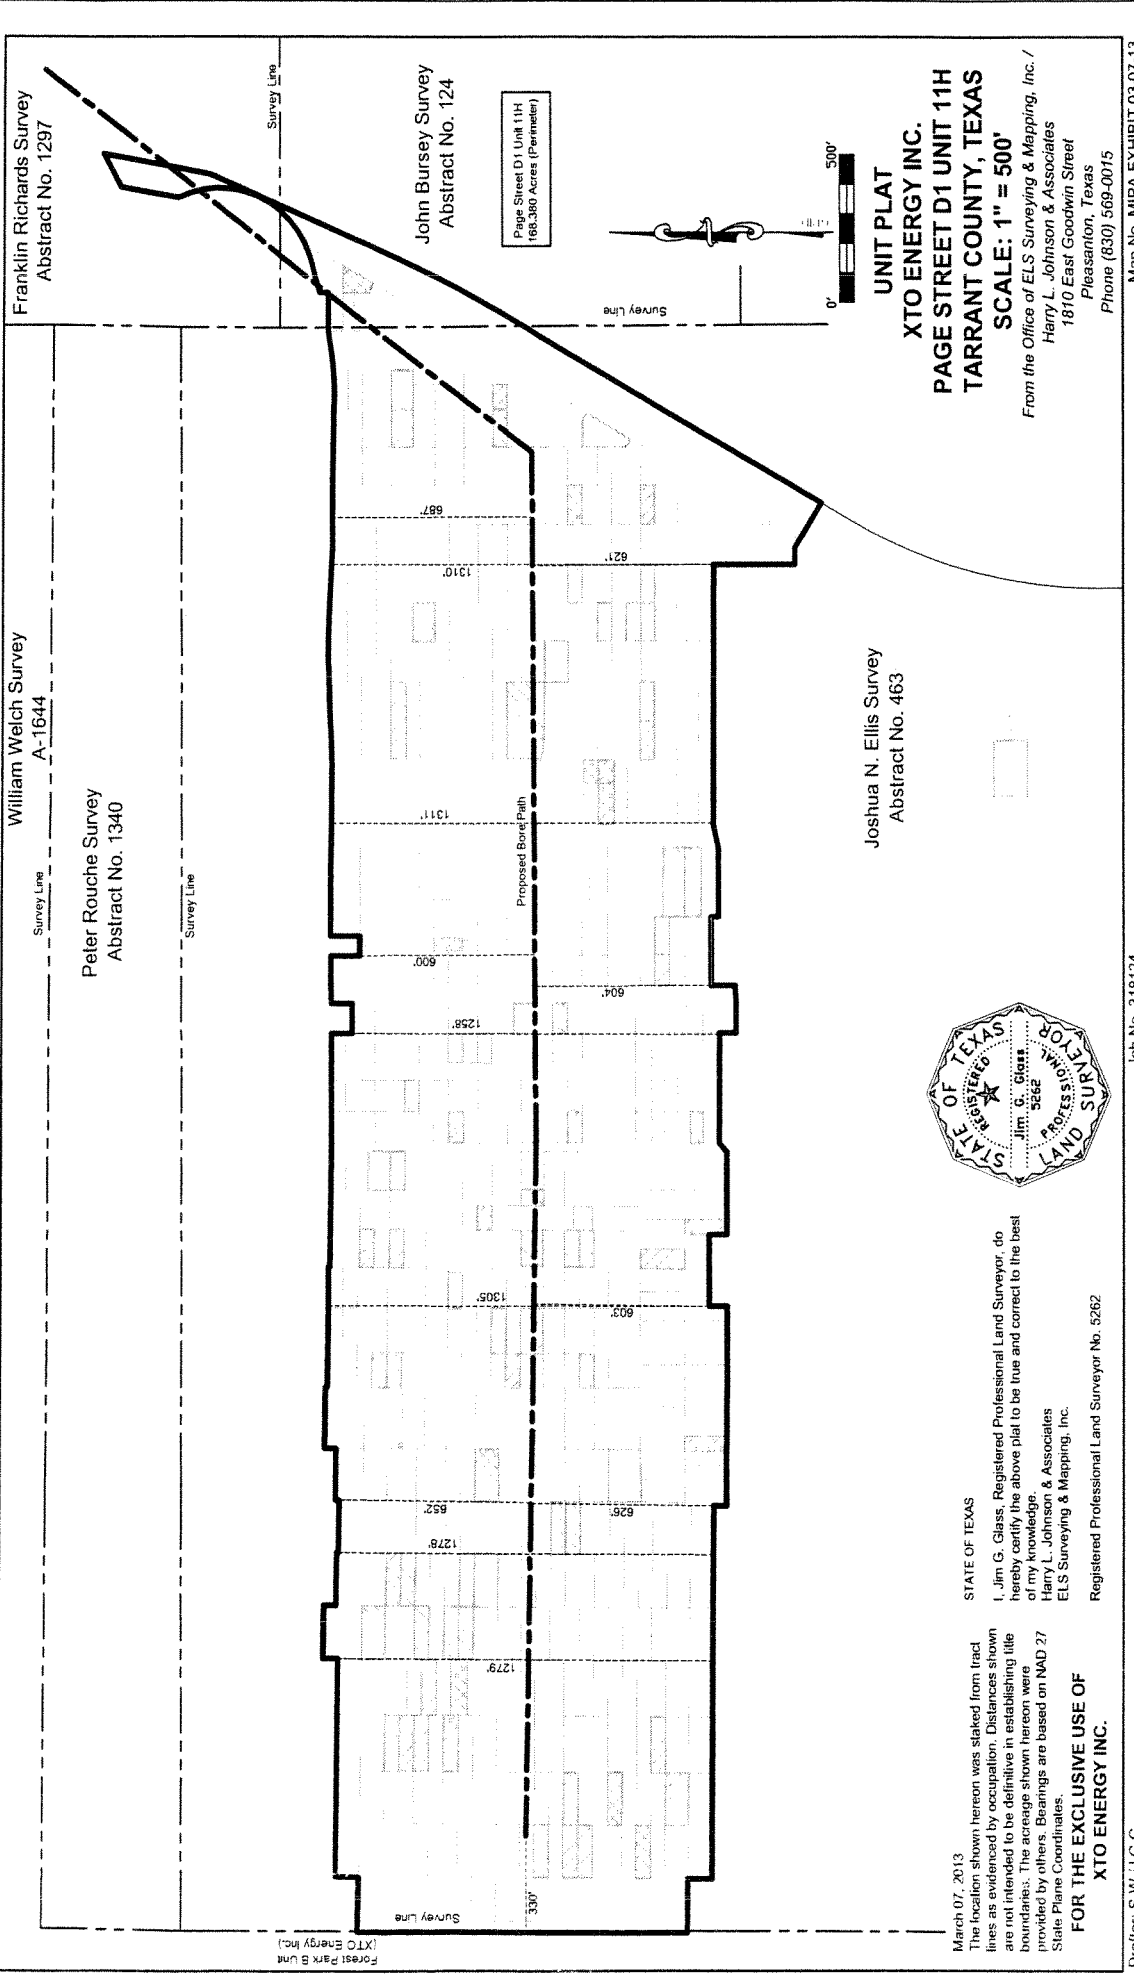 Franklin Richards Survey
Abstract No. 1297
Survey Line
John Bursey Survey
Abstract No. 124
Page Street D1 Unit 11H
168.380 Acres (Perimeter)
0'
500'
UNIT PLAT
XTO ENERGY INC.
PAGE STREET D1 UNIT 11H
TARRANT COUNTY, TEXAS
SCALE: 1" = 500'
From the Office of ELS Surveying & Mapping, Inc. /
Harry L. Johnson & Associates
1810 East Goodwin Street
Pleasanton, Texas
Phone (830) 569-0015
William Welch Survey
A-1644
Survey Line
Peter Rouche Survey
Abstract No. 1340
Survey Line
Survey Line
687'
1310'
621'
1311'
Proposed Bore Path
600'
604'
1258'
1305'
603'
652'
626'
1278'
1279'
330'
Survey Line
Forest Park B Unit
(XTO Energy Inc.)
Joshua N. Ellis Survey
Abstract No. 463
STATE OF TEXAS
REGISTERED
Jim G. Glass
5262
PROFESSIONAL
LAND SURVEYOR
STATE OF TEXAS
I, Jim G. Glass, Registered Professional Land Surveyor, do
hereby certify the above plat to be true and correct to the best
of my knowledge.
Harry L. Johnson & Associates
ELS Surveying & Mapping, Inc.
Registered Professional Land Surveyor No. 5262
March 07, 2013
The location shown hereon was staked from tract
lines as evidenced by occupation. Distances shown
are not intended to be definitive in establishing title
boundaries. The acreage shown hereon were
provided by others. Bearings are based on NAD 27
State Plane Coordinates.
FOR THE EXCLUSIVE USE OF
XTO ENERGY INC.